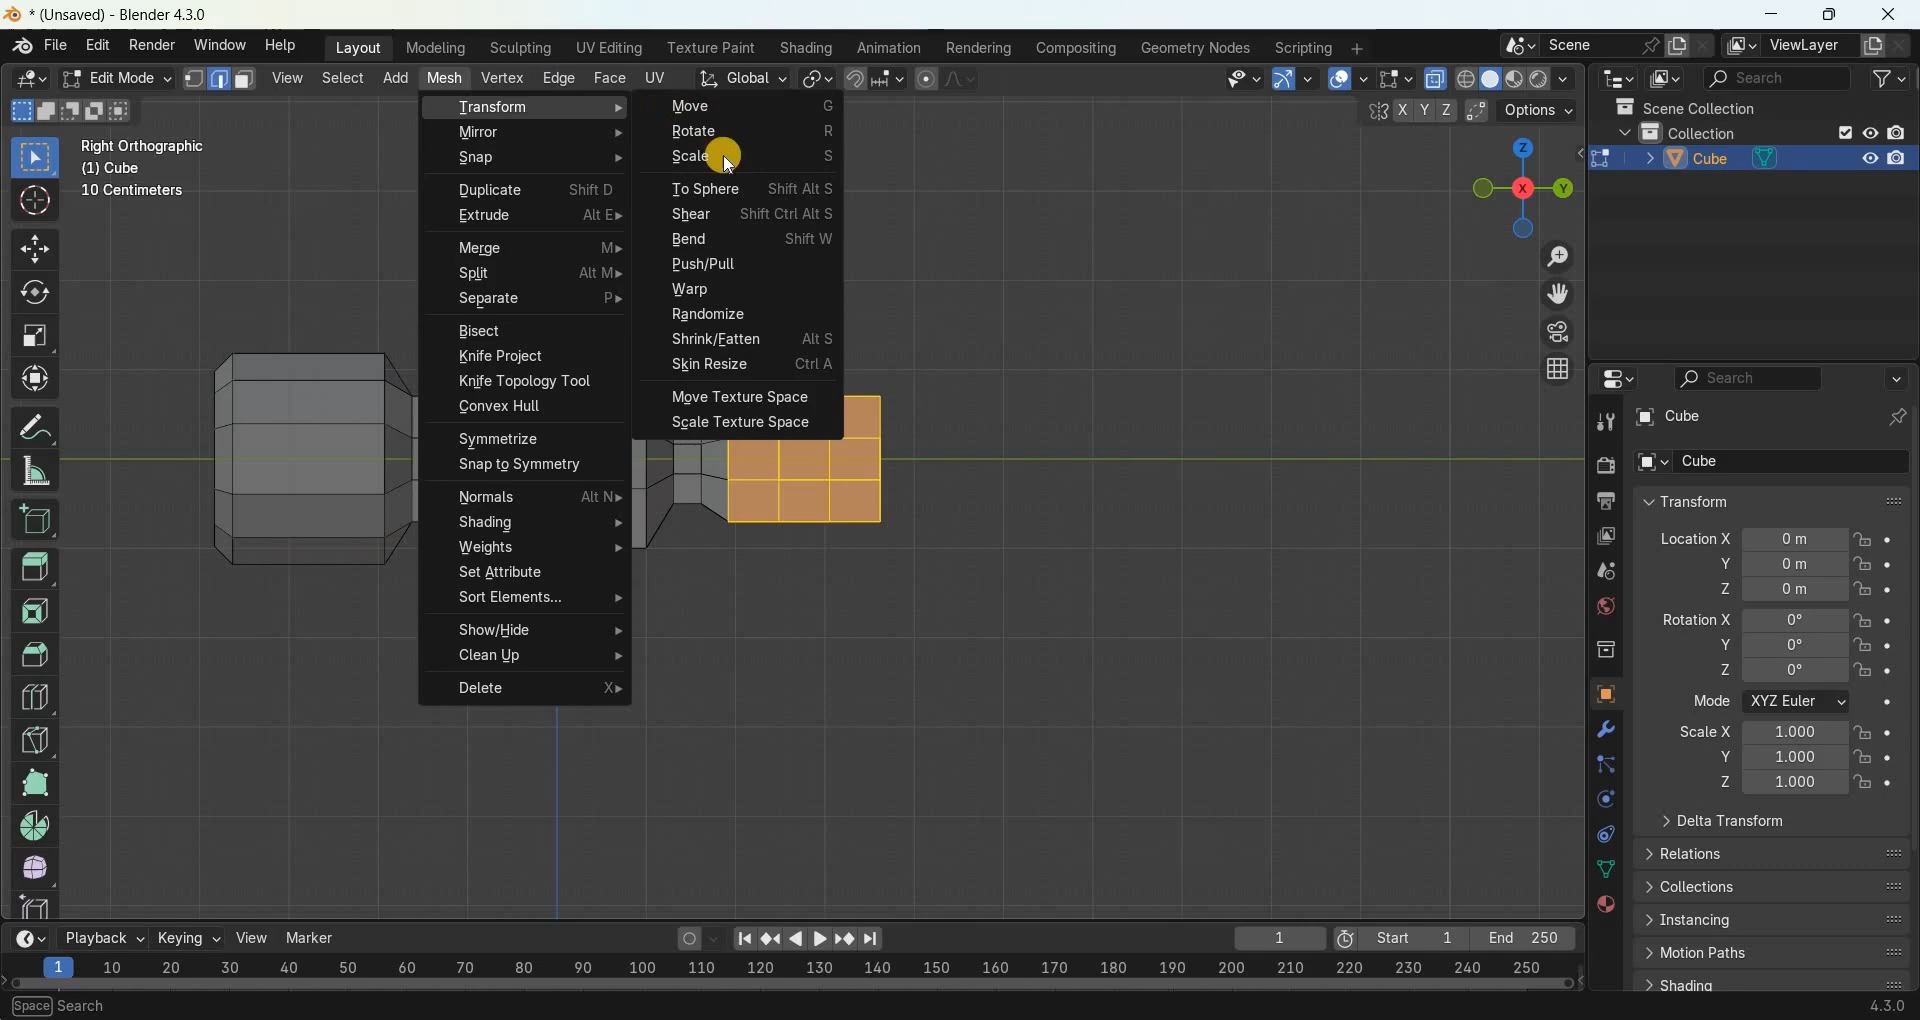 * (Unsaved) - Blender 4.3.0
File Edit Render Window Help Layout Modeling Sculpting UV Editing Texture Paint Shading Animation Rendering Compositing Geometry Nodes Scripting + Scene ViewLayer
Edit Mode View Select Add Mesh Vertex Edge Face UV Global Search
X Y Z Options
Right Orthographic
(1) Cube
10 Centimeters
Transform
Mirror
Snap
Duplicate Shift D
Extrude Alt E
Merge M
Split Alt M
Separate P
Bisect
Knife Project
Knife Topology Tool
Convex Hull
Symmetrize
Snap to Symmetry
Normals Alt N
Shading
Weights
Set Attribute
Sort Elements...
Show/Hide
Clean Up
Delete X
Move G
Rotate R
Scale S
To Sphere Shift Alt S
Shear Shift Ctrl Alt S
Bend Shift W
Push/Pull
Warp
Randomize
Shrink/Fatten Alt S
Skin Resize Ctrl A
Move Texture Space
Scale Texture Space
Z
X Y
Scene Collection
Collection
Cube
Search
Cube
Cube
Transform
Location X 0 m
Y 0 m
Z 0 m
Rotation X 0°
Y 0°
Z 0°
Mode XYZ Euler
Scale X 1.000
Y 1.000
Z 1.000
Delta Transform
Relations
Collections
Instancing
Motion Paths
Shading
Playback Keying View Marker 1 Start 1 End 250
1 10 20 30 40 50 60 70 80 90 100 110 120 130 140 150 160 170 180 190 200 210 220 230 240 250
Space Search 4.3.0